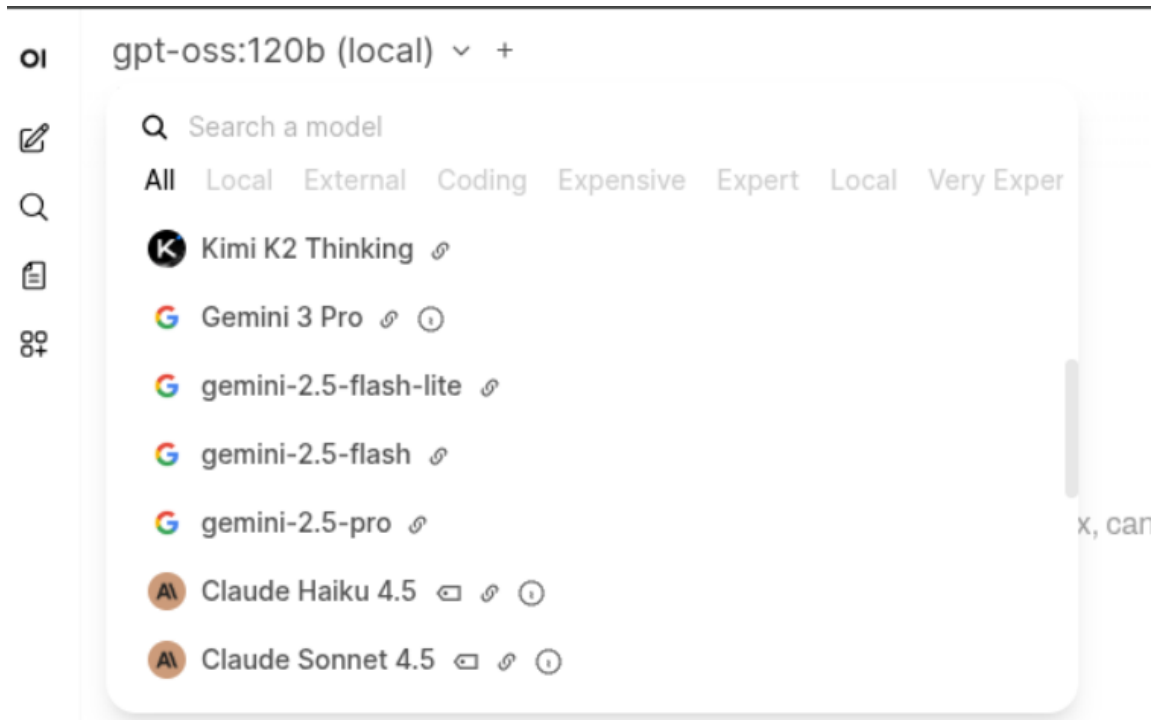 OI
gpt-oss:120b (local)
Search a model
All Local External Coding Expensive Expert Local Very Exper
Kimi K2 Thinking
Gemini 3 Pro
gemini-2.5-flash-lite
gemini-2.5-flash
gemini-2.5-pro
x, can
Claude Haiku 4.5
Claude Sonnet 4.5